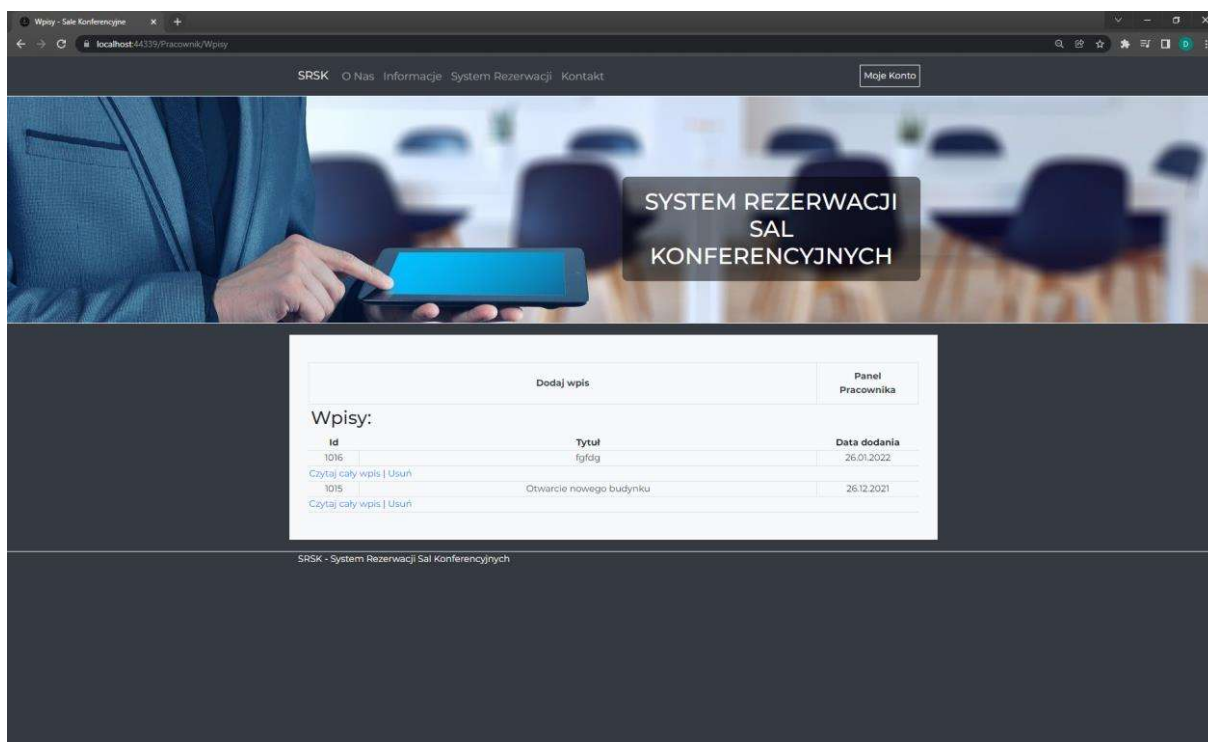 Wpisy - Sale Konferencyjne
localhost:44339/Pracownik/Wpisy
D
SRSK O Nas Informacje System Rezerwacji Kontakt Moje Konto
SYSTEM REZERWACJI
SAL
KONFERENCYJNYCH
Dodaj wpis
Panel
Pracownika
Wpisy:
Id Tytuł Data dodania
1016 fgfdg 26.01.2022
Czytaj cały wpis | Usuń
1015 Otwarcie nowego budynku 26.12.2021
Czytaj cały wpis | Usuń
SRSK - System Rezerwacji Sal Konferencyjnych